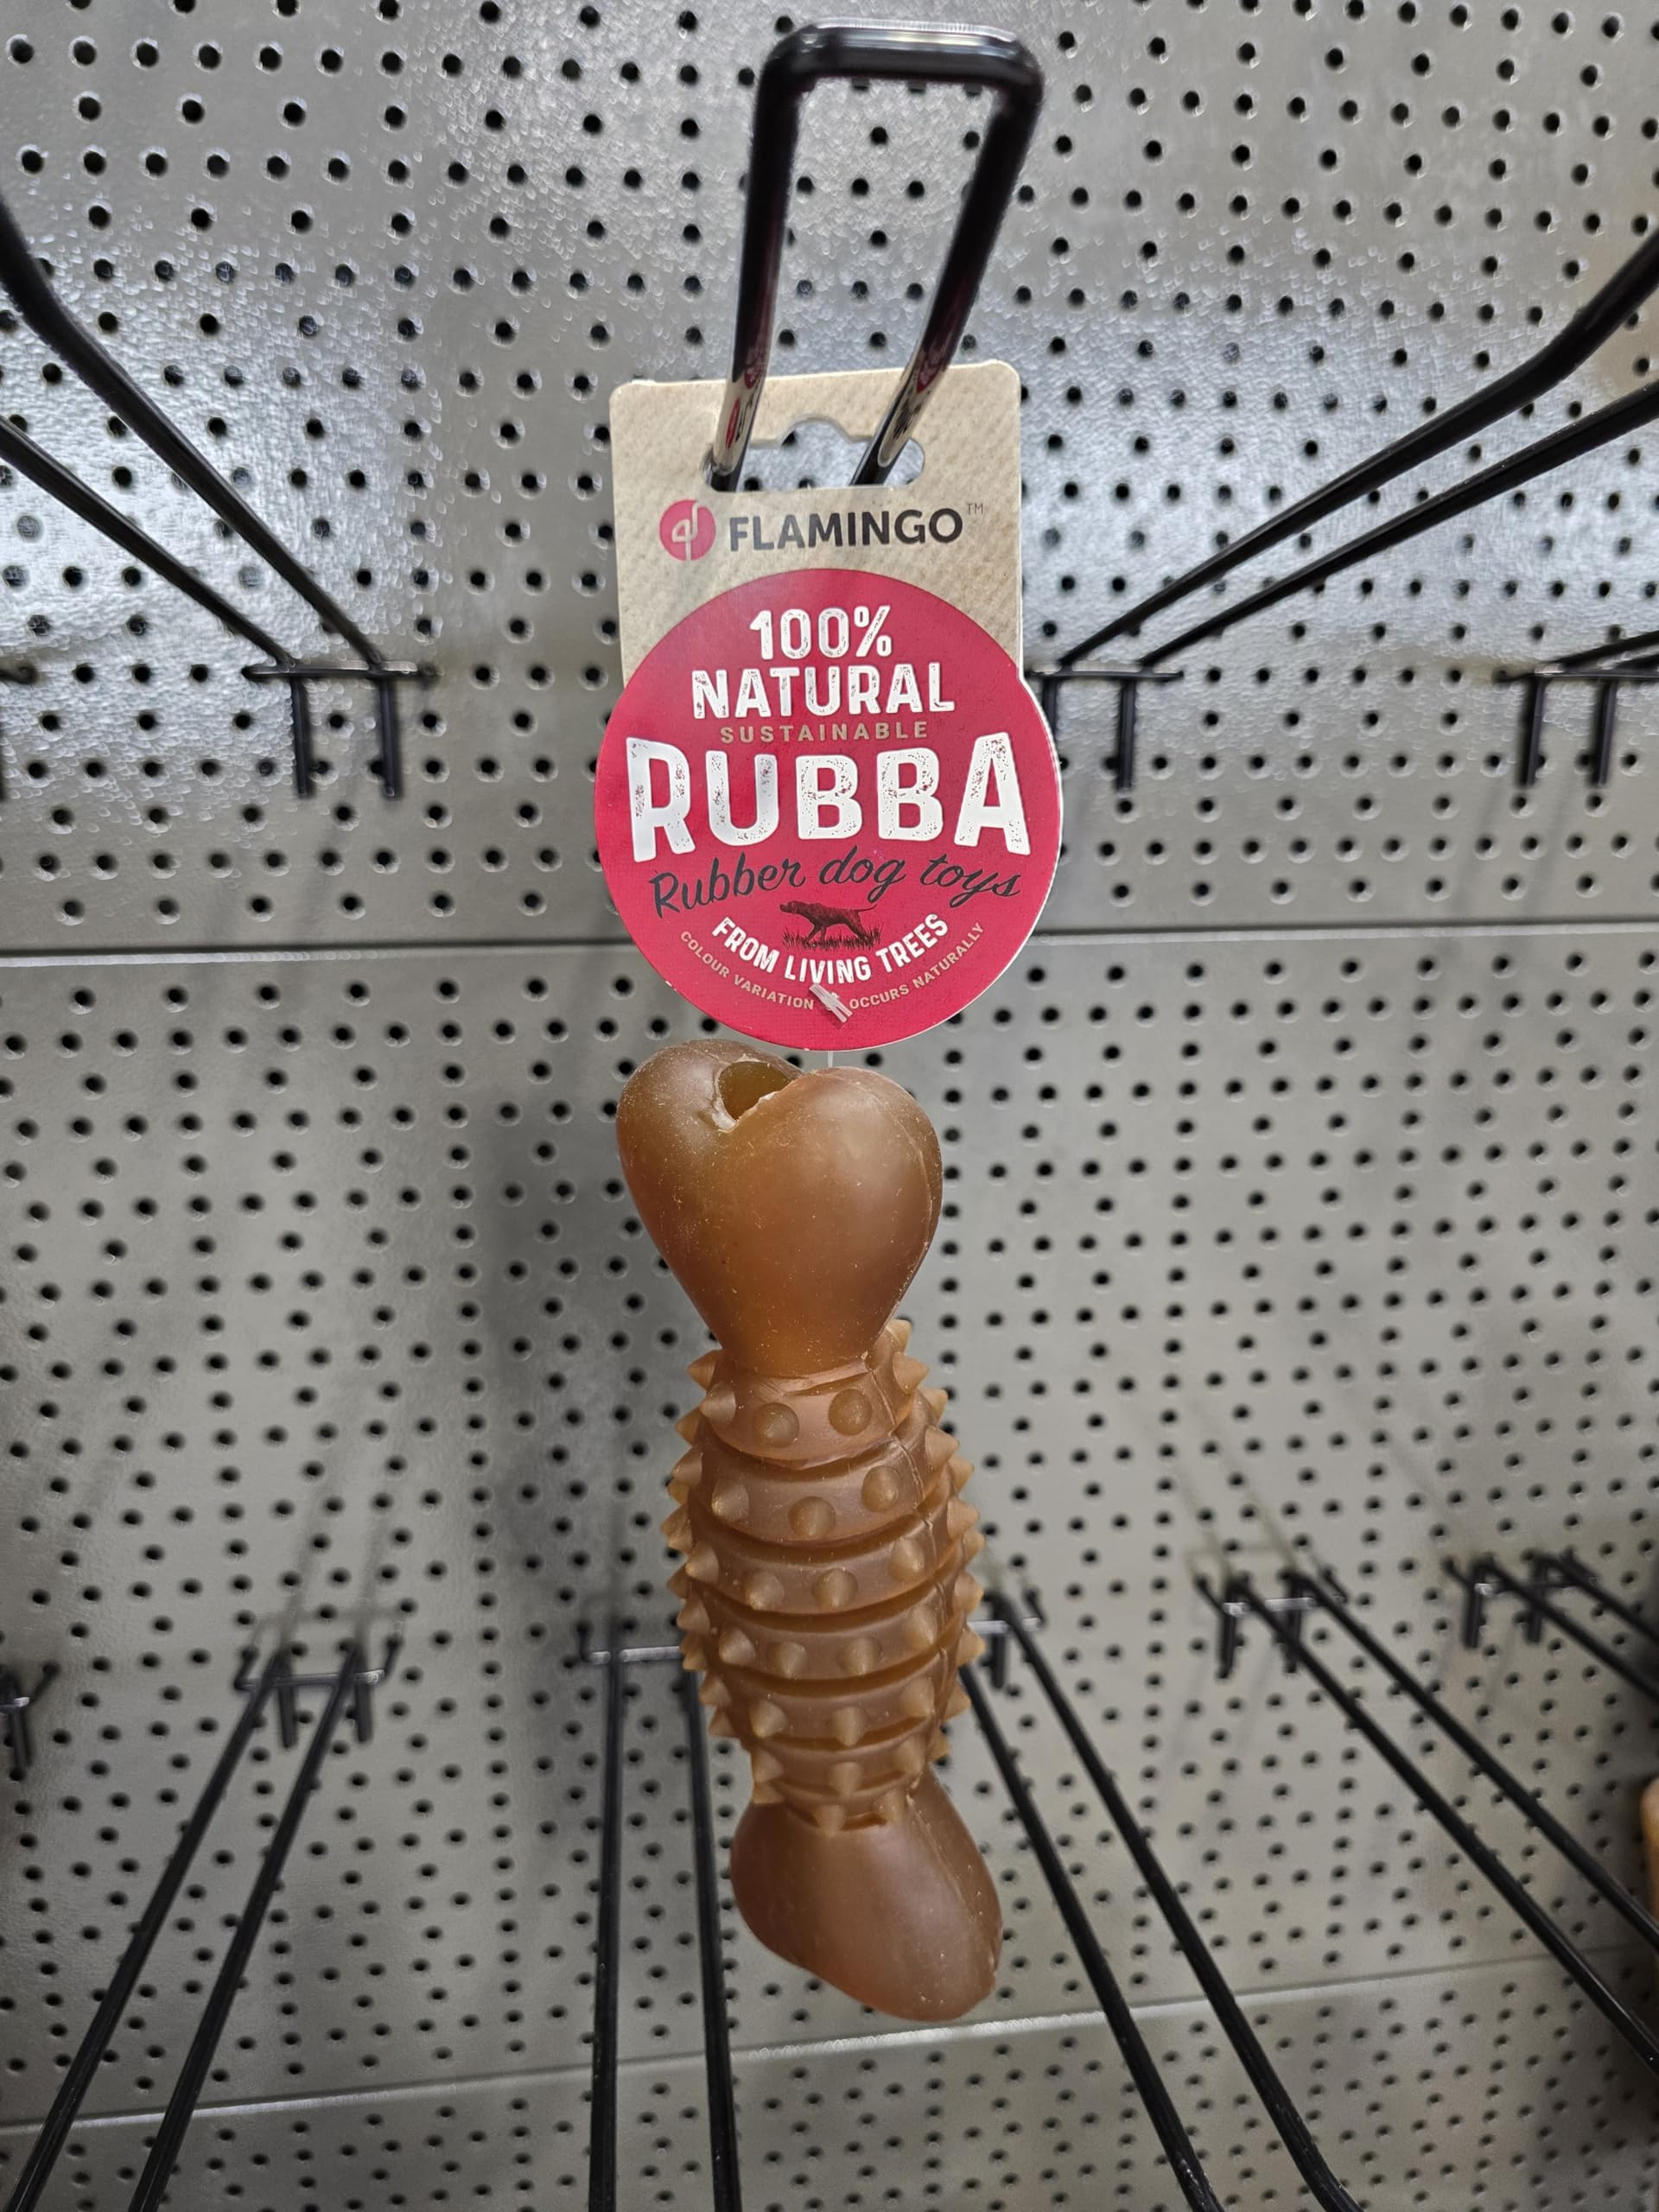 FLAMINGO™
100%
NATURAL
SUSTAINABLE
RUBBA
Rubber dog toys
FROM LIVING TREES
COLOUR VARIATION OCCURS NATURALLY